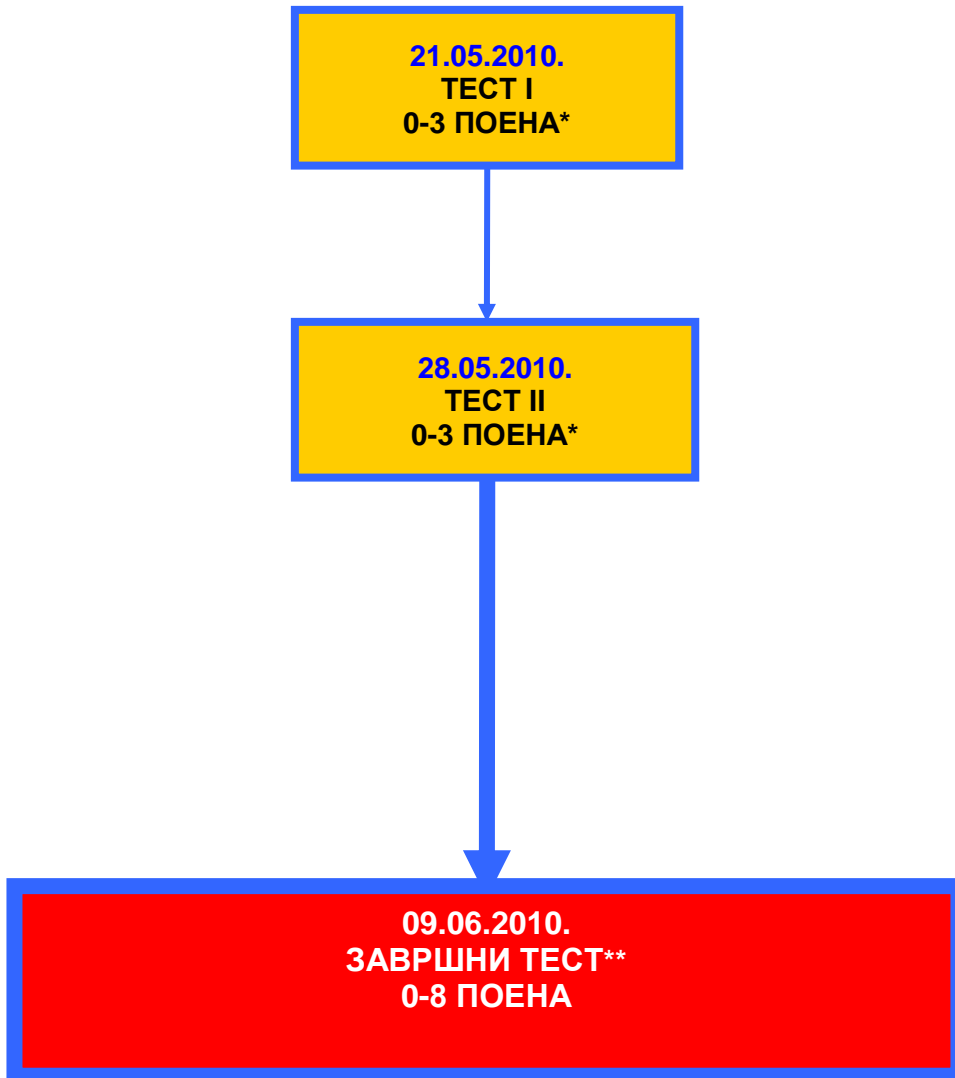 21.05.2010.
ТЕСТ I
0-3 ПОЕНА*
28.05.2010.
ТЕСТ II
0-3 ПОЕНА*
09.06.2010.
ЗАВРШНИ ТЕСТ**
0-8 ПОЕНА